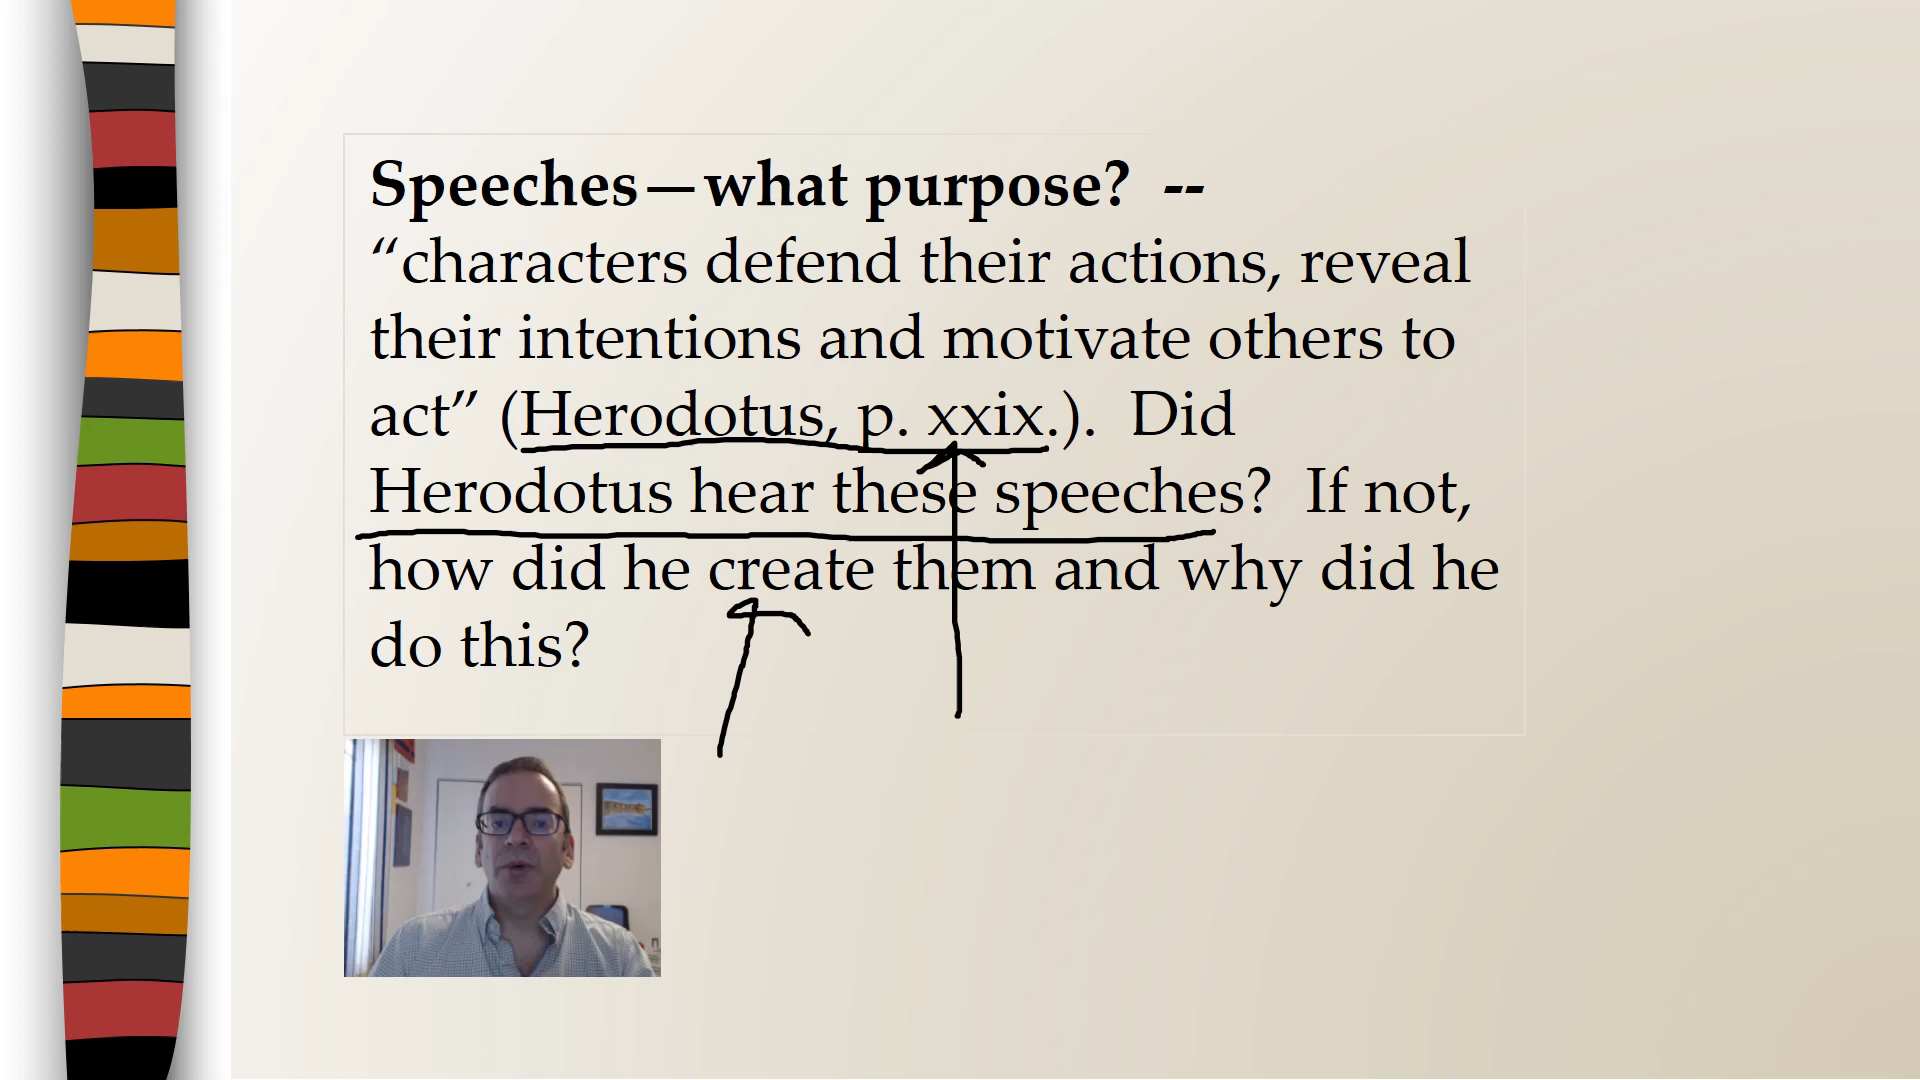 Speeches—what purpose?  --
“characters defend their actions, reveal
their intentions and motivate others to
act” (Herodotus, p. xxix.).  Did
Herodotus hear these speeches?  If not,
how did he create them and why did he
do this?